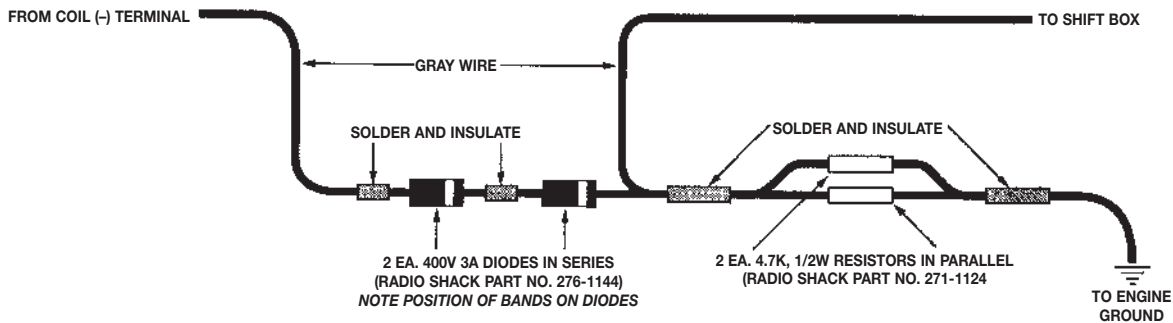 FROM COIL (–) TERMINAL
TO SHIFT BOX
GRAY WIRE
SOLDER AND INSULATE
SOLDER AND INSULATE
2 EA. 400V 3A DIODES IN SERIES
(RADIO SHACK PART NO. 276-1144)
NOTE POSITION OF BANDS ON DIODES
2 EA. 4.7K, 1/2W RESISTORS IN PARALLEL
(RADIO SHACK PART NO. 271-1124
TO ENGINE
GROUND